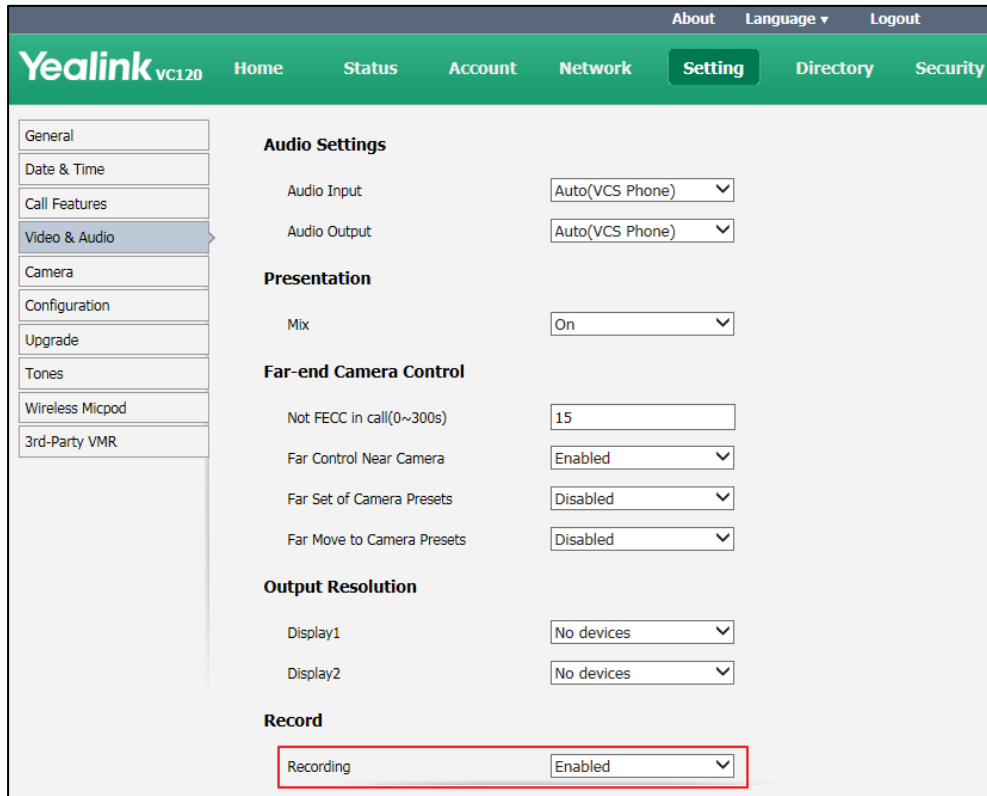 About Language ▾ Logout
Yealink VC120 Home Status Account Network Setting Directory Security
General
Date & Time
Call Features
Video & Audio
Camera
Configuration
Upgrade
Tones
Wireless Micpod
3rd-Party VMR
Audio Settings
Audio Input Auto(VCS Phone)
Audio Output Auto(VCS Phone)
Presentation
Mix On
Far-end Camera Control
Not FECC in call(0~300s) 15
Far Control Near Camera Enabled
Far Set of Camera Presets Disabled
Far Move to Camera Presets Disabled
Output Resolution
Display1 No devices
Display2 No devices
Record
Recording Enabled